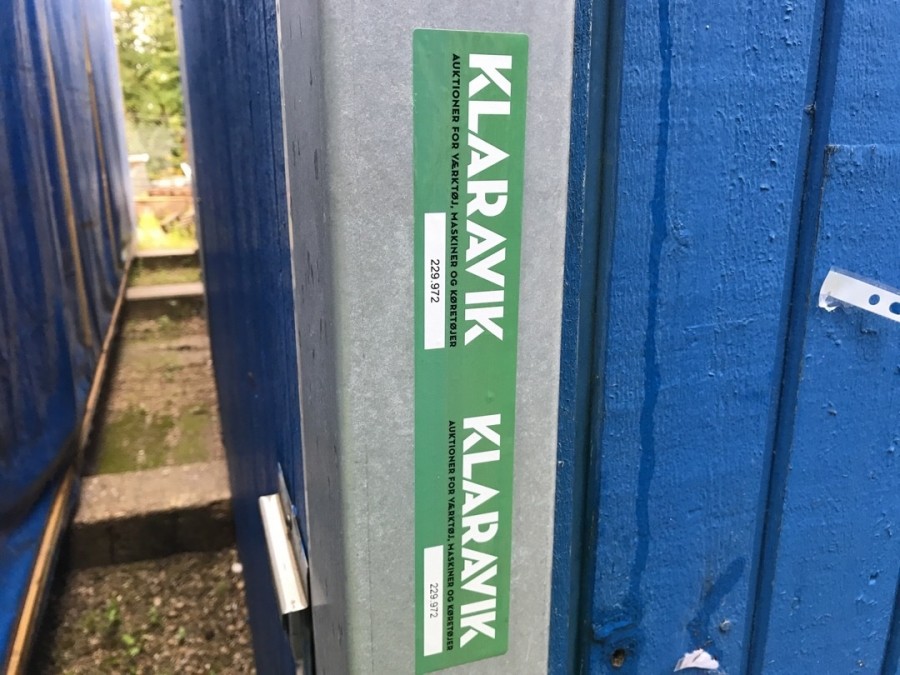 KLARAVIK
AUKTIONER FOR VÆRKTØJ, MASKINER OG KØRETØJER
229.972
KLARAVIK
AUKTIONER FOR VÆRKTØJ, MASKINER OG KØRETØJER
229.972